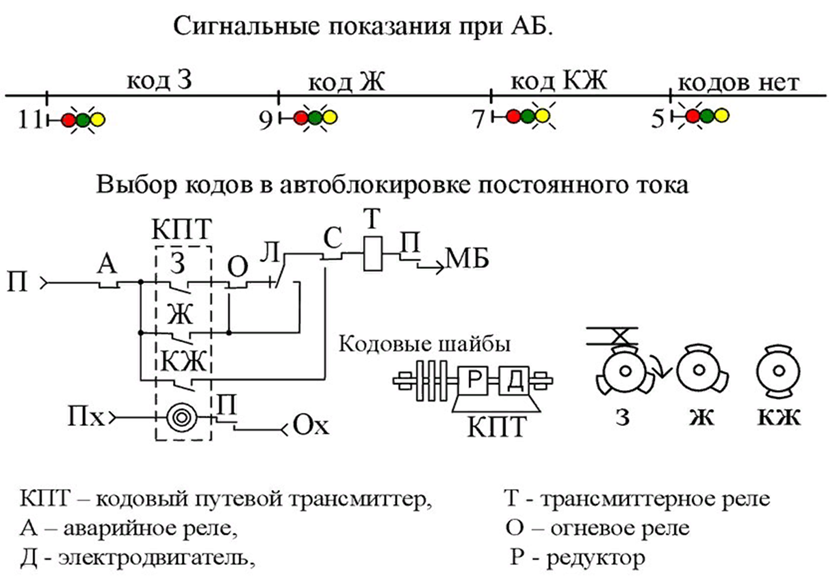 Сигнальные показания при АБ.
код З код Ж код КЖ кодов нет
11 9 7 5
Выбор кодов в автоблокировке постоянного тока
КПТ Т
А З О Л С П
П МБ
Ж
КЖ
Кодовые шайбы
Р Д
Пх П Ох
КПТ З Ж КЖ
КПТ – кодовый путевой трансмиттер, Т - трансмиттерное реле
А – аварийное реле, О – огневое реле
Д - электродвигатель, Р - редуктор